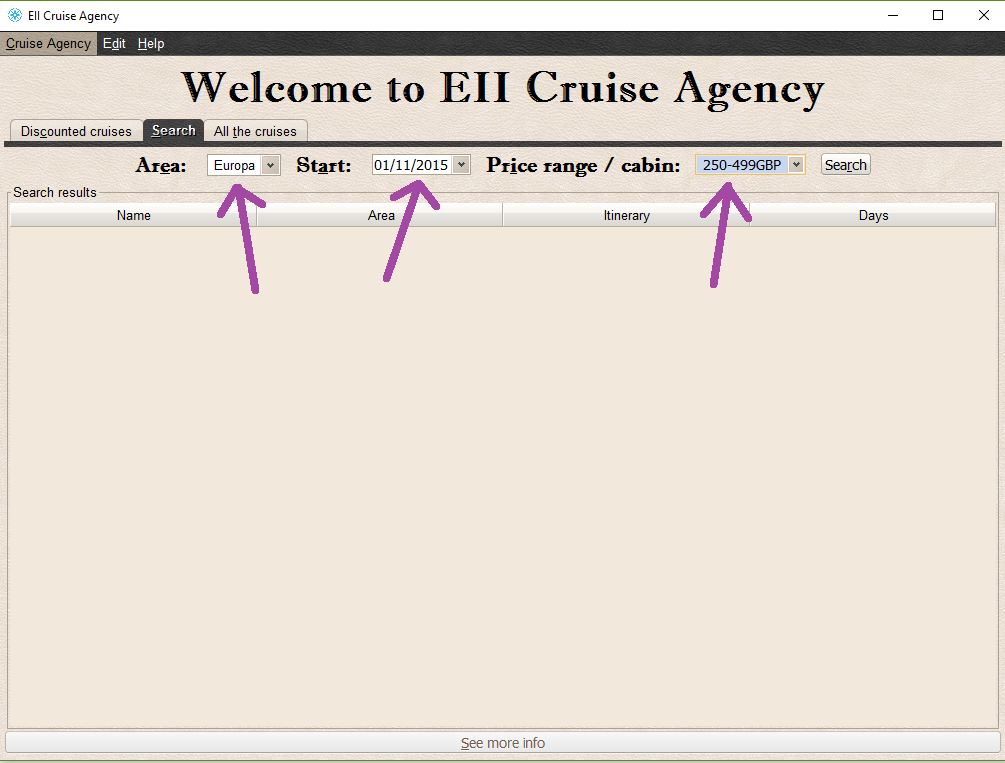 EII Cruise Agency
Cruise Agency Edit Help
Welcome to EII Cruise Agency
Discounted cruises Search All the cruises
Area: Europa Start: 01/11/2015 Price range / cabin: 250-499GBP Search
Search results
Name Area Itinerary Days
See more info